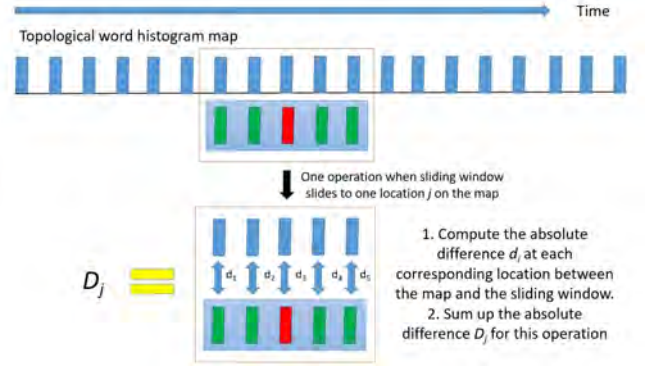 Time
Topological word histogram map
One operation when sliding window
slides to one location j on the map
d₁ d₂ d₃ d₄ d₅
Dⱼ
1. Compute the absolute
difference dⱼ at each
corresponding location between
the map and the sliding window.
2. Sum up the absolute
difference Dⱼ for this operation